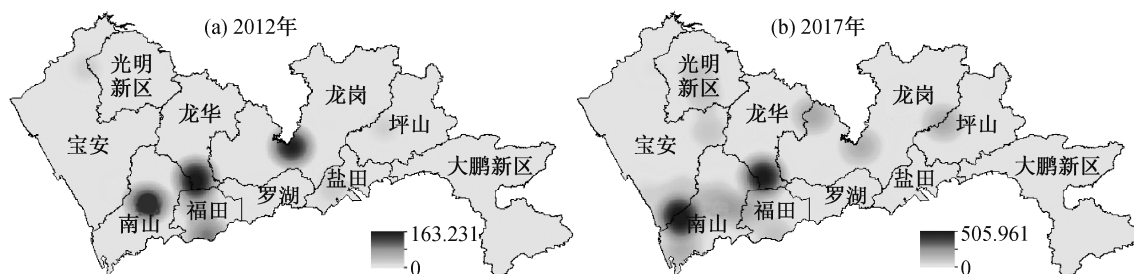 (a) 2012年
光明
新区
龙华
龙岗
坪山
宝安
大鹏新区
盐田
罗湖
福田
南山
163.231
0
(b) 2017年
光明
新区
龙华
龙岗
坪山
宝安
大鹏新区
盐田
罗湖
福田
南山
505.961
0